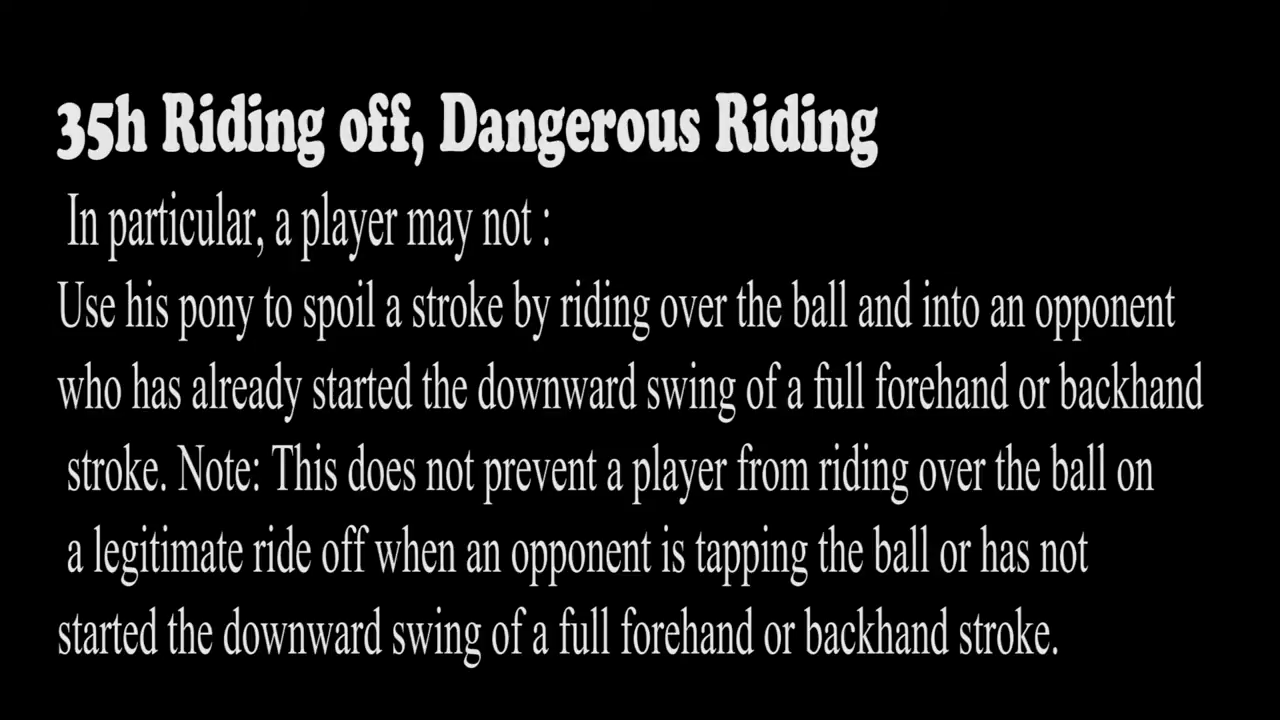 35h Riding off, Dangerous Riding
In particular, a player may not :
Use his pony to spoil a stroke by riding over the ball and into an opponent
who has already started the downward swing of a full forehand or backhand
stroke. Note: This does not prevent a player from riding over the ball on
a legitimate ride off when an opponent is tapping the ball or has not
started the downward swing of a full forehand or backhand stroke.